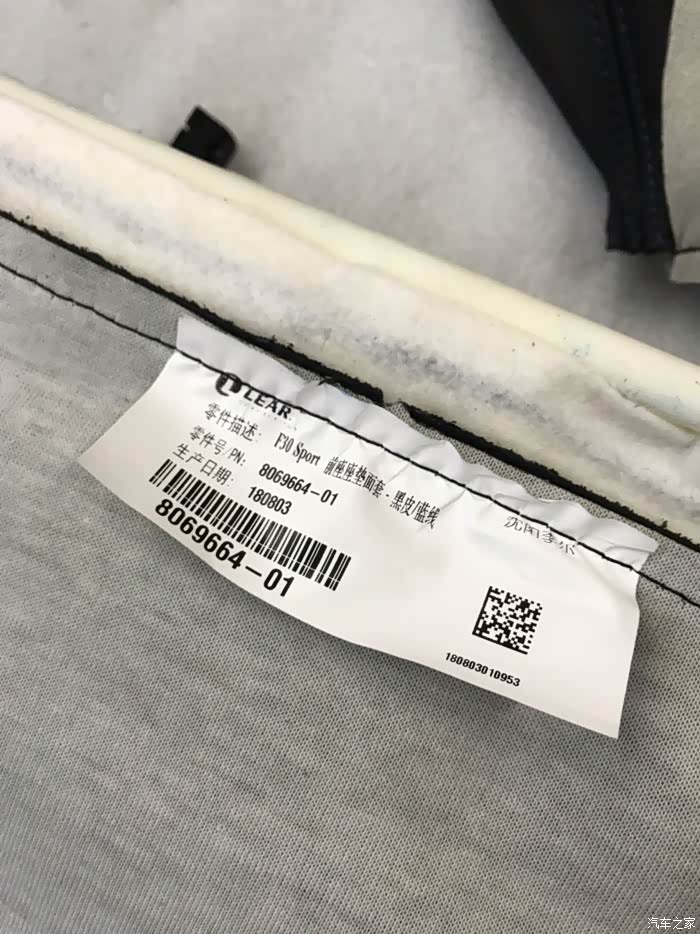 LEAR
零件描述: F30 Sport 前座座垫面套 - 黑皮/蓝线
零件号/PN: 8069664-01
生产日期: 180803
沈阳李尔
8069664-01
180803010953
汽车之家